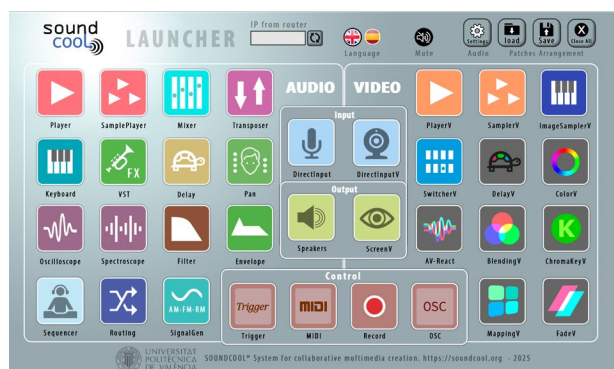 sound
cool
LAUNCHER
IP from router
Language
Mute
Settings
Audio
load
Save
Close All
Patches Arrangement
AUDIO
VIDEO
Player
SamplePlayer
Mixer
Transposer
Input
DirectInput
DirectInputV
PlayerV
SamplerV
ImageSamplerV
Keyboard
FX
VST
Delay
Pan
Output
Speakers
ScreenV
SwitcherV
DelayV
ColorV
Oscilloscope
Spectroscope
Filter
Envelope
AV-React
BlendingV
K
ChromaKeyV
Control
Sequencer
Routing
AM-FM-RM
SignalGen
Trigger
Trigger
MIDI
MIDI
Record
OSC
OSC
MappingV
FadeV
UNIVERSITAT
POLITÈCNICA
DE VALÈNCIA
SOUNDCOOL® System for collaborative multimedia creation. https://soundcool.org - 2025